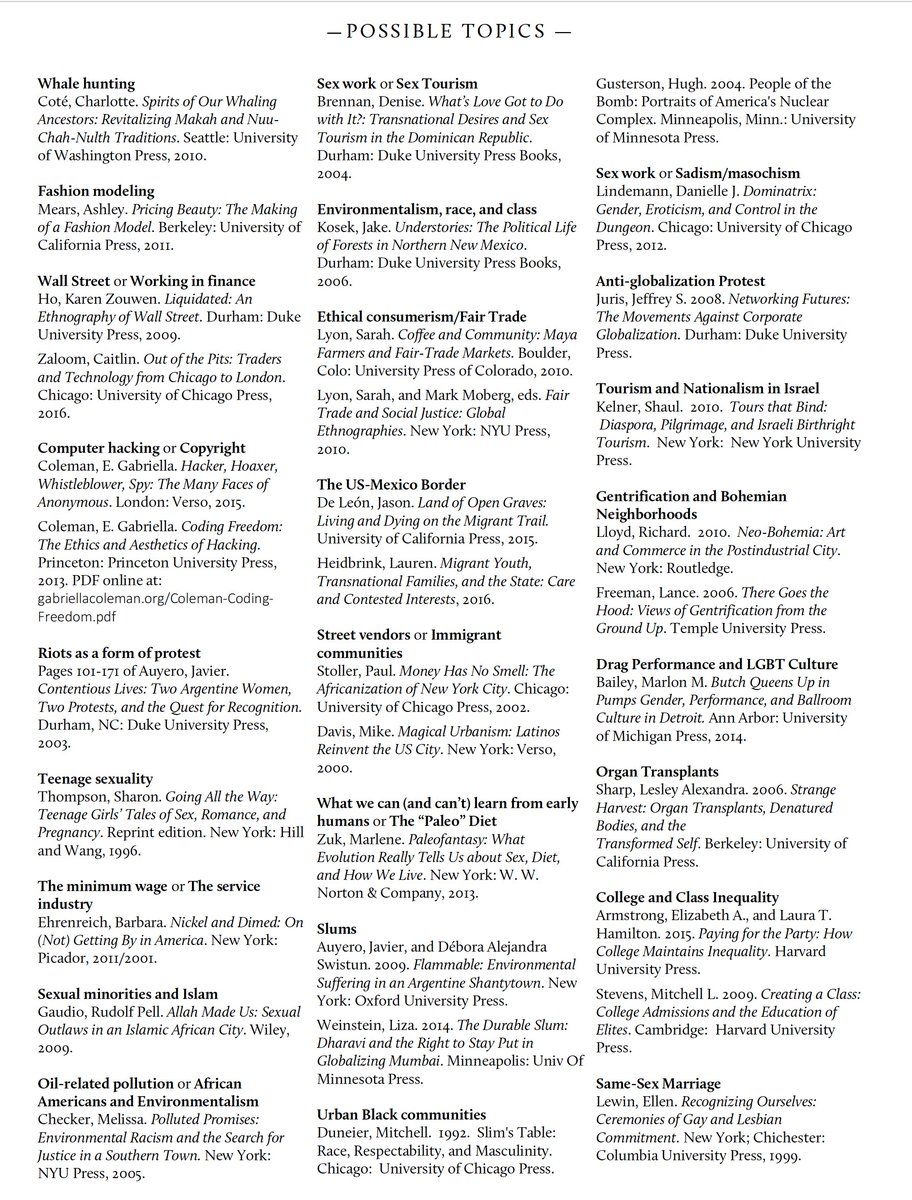 —POSSIBLE TOPICS —
Whale hunting
Coté, Charlotte. Spirits of Our Whaling
Ancestors: Revitalizing Makah and Nuu-
Chah-Nulth Traditions. Seattle: University
of Washington Press, 2010.
Fashion modeling
Mears, Ashley. Pricing Beauty: The Making
of a Fashion Model. Berkeley: University of
California Press, 2011.
Wall Street or Working in finance
Ho, Karen Zouwen. Liquidated: An
Ethnography of Wall Street. Durham: Duke
University Press, 2009.
Zaloom, Caitlin. Out of the Pits: Traders
and Technology from Chicago to London.
Chicago: University of Chicago Press,
2016.
Computer hacking or Copyright
Coleman, E. Gabriella. Hacker, Hoaxer,
Whistleblower, Spy: The Many Faces of
Anonymous. London: Verso, 2015.
Coleman, E. Gabriella. Coding Freedom:
The Ethics and Aesthetics of Hacking.
Princeton: Princeton University Press,
2013. PDF online at:
gabriellacoleman.org/Coleman-Coding-
Freedom.pdf
Riots as a form of protest
Pages 101-171 of Auyero, Javier.
Contentious Lives: Two Argentine Women,
Two Protests, and the Quest for Recognition.
Durham, NC: Duke University Press,
2003.
Teenage sexuality
Thompson, Sharon. Going All the Way:
Teenage Girls' Tales of Sex, Romance, and
Pregnancy. Reprint edition. New York: Hill
and Wang, 1996.
The minimum wage or The service
industry
Ehrenreich, Barbara. Nickel and Dimed: On
(Not) Getting By in America. New York:
Picador, 2011/2001.
Sexual minorities and Islam
Gaudio, Rudolf Pell. Allah Made Us: Sexual
Outlaws in an Islamic African City. Wiley,
2009.
Oil-related pollution or African
Americans and Environmentalism
Checker, Melissa. Polluted Promises:
Environmental Racism and the Search for
Justice in a Southern Town. New York:
NYU Press, 2005.
Sex work or Sex Tourism
Brennan, Denise. What's Love Got to Do
with It?: Transnational Desires and Sex
Tourism in the Dominican Republic.
Durham: Duke University Press Books,
2004.
Environmentalism, race, and class
Kosek, Jake. Understories: The Political Life
of Forests in Northern New Mexico.
Durham: Duke University Press Books,
2006.
Ethical consumerism/Fair Trade
Lyon, Sarah. Coffee and Community: Maya
Farmers and Fair-Trade Markets. Boulder,
Colo: University Press of Colorado, 2010.
Lyon, Sarah, and Mark Moberg, eds. Fair
Trade and Social Justice: Global
Ethnographies. New York: NYU Press,
2010.
The US-Mexico Border
De León, Jason. Land of Open Graves:
Living and Dying on the Migrant Trail.
University of California Press, 2015.
Heidbrink, Lauren. Migrant Youth,
Transnational Families, and the State: Care
and Contested Interests, 2016.
Street vendors or Immigrant
communities
Stoller, Paul. Money Has No Smell: The
Africanization of New York City. Chicago:
University of Chicago Press, 2002.
Davis, Mike. Magical Urbanism: Latinos
Reinvent the US City. New York: Verso,
2000.
What we can (and can't) learn from early
humans or The "Paleo" Diet
Zuk, Marlene. Paleofantasy: What
Evolution Really Tells Us about Sex, Diet,
and How We Live. New York: W. W.
Norton & Company, 2013.
Slums
Auyero, Javier, and Débora Alejandra
Swistun. 2009. Flammable: Environmental
Suffering in an Argentine Shantytown. New
York: Oxford University Press.
Weinstein, Liza. 2014. The Durable Slum:
Dharavi and the Right to Stay Put in
Globalizing Mumbai. Minneapolis: Univ Of
Minnesota Press.
Urban Black communities
Duneier, Mitchell. 1992. Slim's Table:
Race, Respectability, and Masculinity.
Chicago: University of Chicago Press.
Gusterson, Hugh. 2004. People of the
Bomb: Portraits of America's Nuclear
Complex. Minneapolis, Minn.: University
of Minnesota Press.
Sex work or Sadism/masochism
Lindemann, Danielle J. Dominatrix:
Gender, Eroticism, and Control in the
Dungeon. Chicago: University of Chicago
Press, 2012.
Anti-globalization Protest
Juris, Jeffrey S. 2008. Networking Futures:
The Movements Against Corporate
Globalization. Durham: Duke University
Press.
Tourism and Nationalism in Israel
Kelner, Shaul. 2010. Tours that Bind:
Diaspora, Pilgrimage, and Israeli Birthright
Tourism. New York: New York University
Press.
Gentrification and Bohemian
Neighborhoods
Lloyd, Richard. 2010. Neo-Bohemia: Art
and Commerce in the Postindustrial City.
New York: Routledge.
Freeman, Lance. 2006. There Goes the
Hood: Views of Gentrification from the
Ground Up. Temple University Press.
Drag Performance and LGBT Culture
Bailey, Marlon M. Butch Queens Up in
Pumps Gender, Performance, and Ballroom
Culture in Detroit. Ann Arbor: University
of Michigan Press, 2014.
Organ Transplants
Sharp, Lesley Alexandra. 2006. Strange
Harvest: Organ Transplants, Denatured
Bodies, and the
Transformed Self. Berkeley: University of
California Press.
College and Class Inequality
Armstrong, Elizabeth A., and Laura T.
Hamilton. 2015. Paying for the Party: How
College Maintains Inequality. Harvard
University Press.
Stevens, Mitchell L. 2009. Creating a Class:
College Admissions and the Education of
Elites. Cambridge: Harvard University
Press.
Same-Sex Marriage
Lewin, Ellen. Recognizing Ourselves:
Ceremonies of Gay and Lesbian
Commitment. New York; Chichester:
Columbia University Press, 1999.